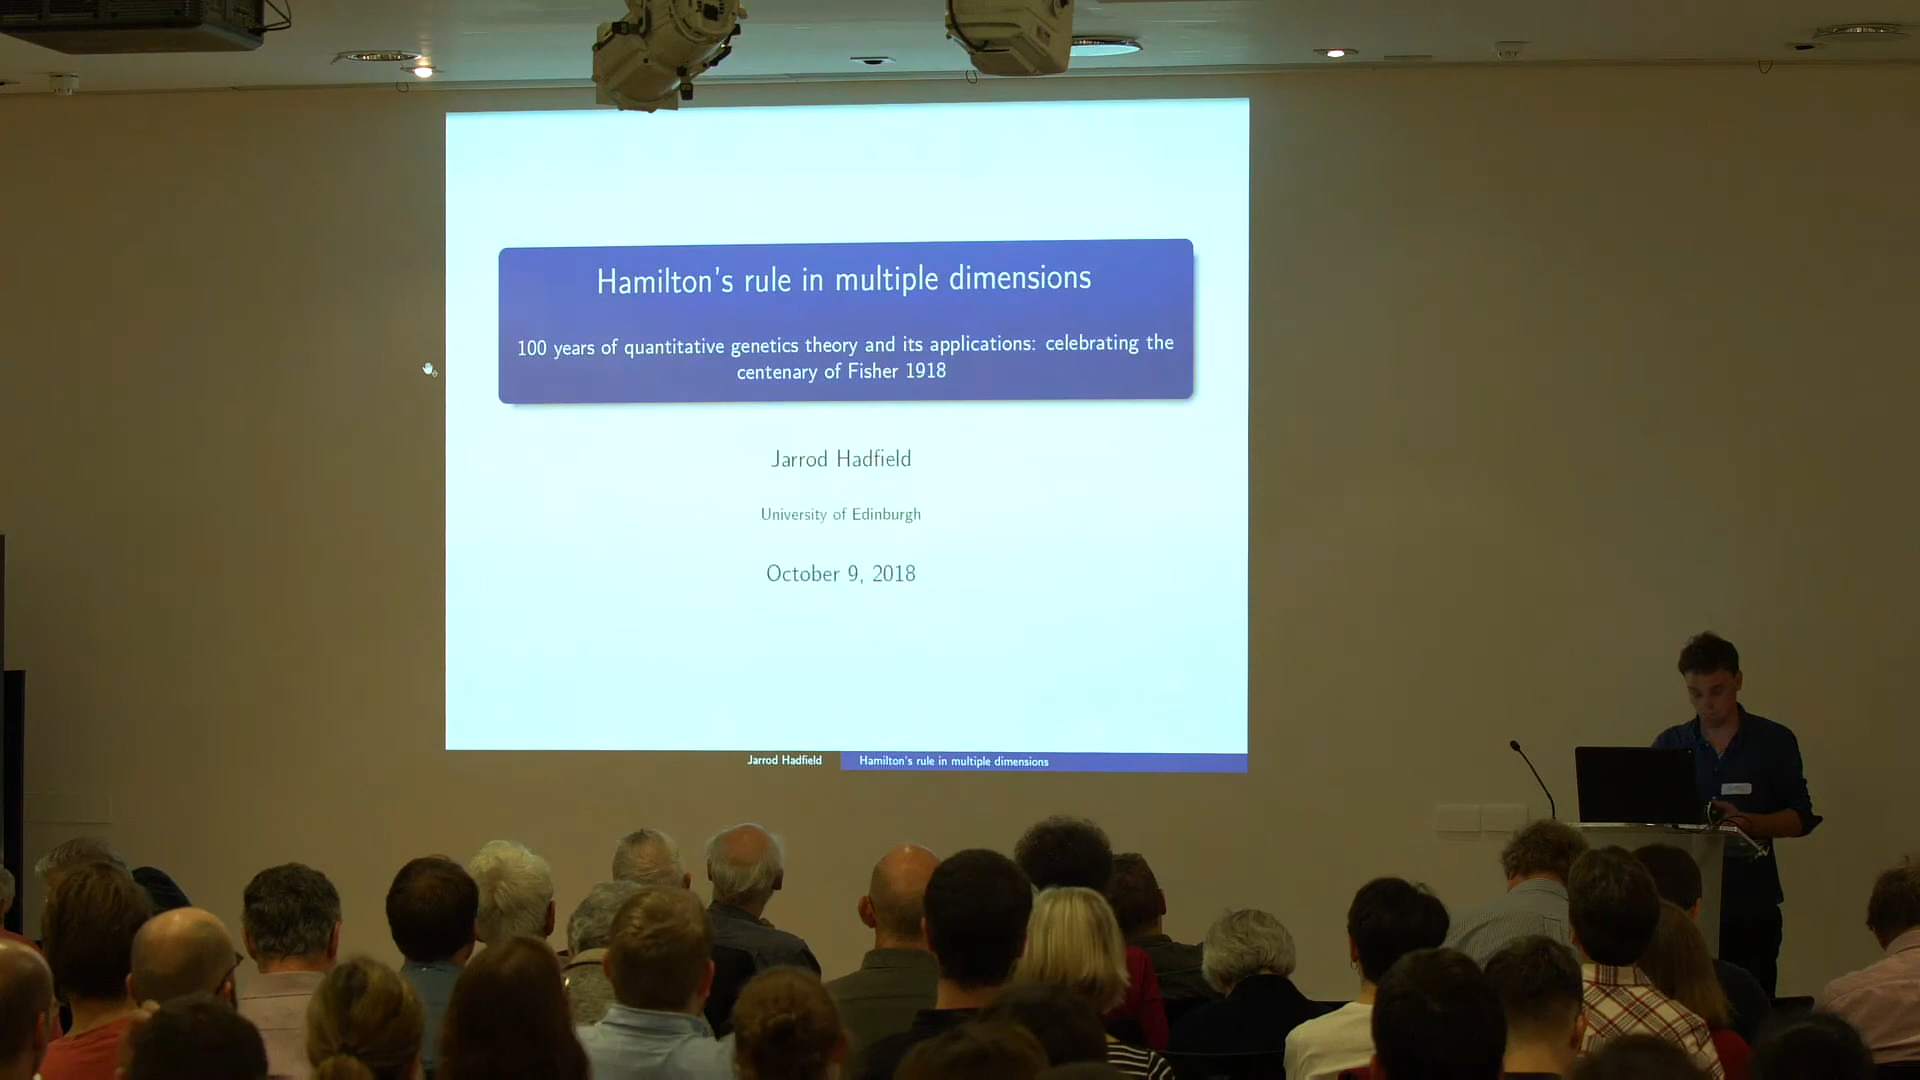 Hamilton's rule in multiple dimensions
100 years of quantitative genetics theory and its applications: celebrating the
centenary of Fisher 1918
Jarrod Hadfield
University of Edinburgh
October 9, 2018
Jarrod Hadfield Hamilton's rule in multiple dimensions